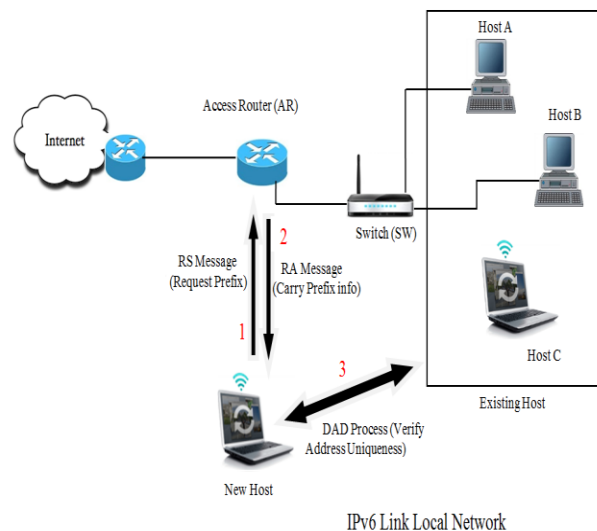 Host A
Access Router (AR)
Internet
Host B
Switch (SW)
RS Message
(Request Prefix)
2
RA Message
(Carry Prefix info)
1
Host C
3
Existing Host
DAD Process (Verify
Address Uniqueness)
New Host
IPv6 Link Local Network